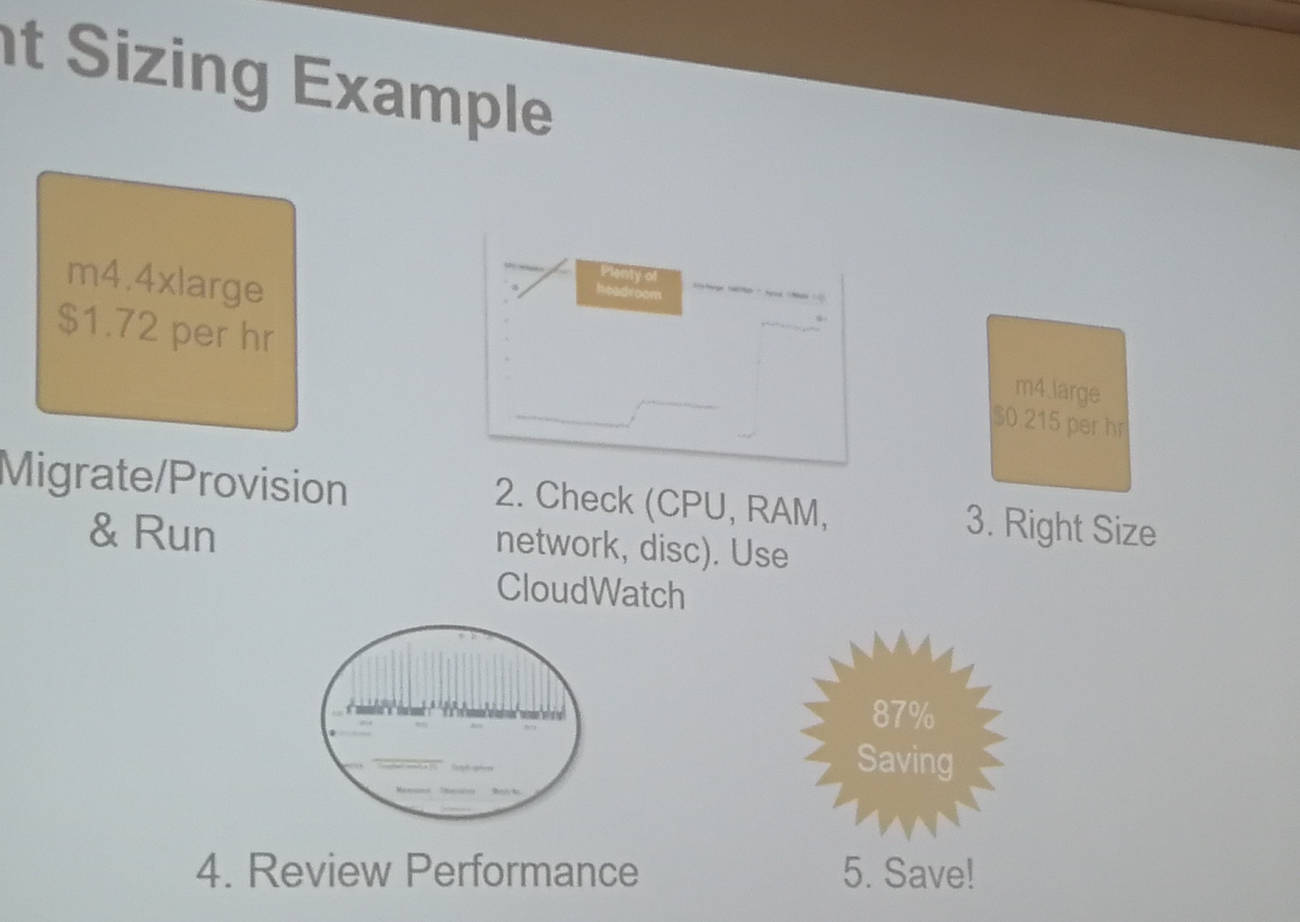 nt Sizing Example
m4.4xlarge
$1.72 per hr
Migrate/Provision
& Run
Plenty of
headroom
2. Check (CPU, RAM,
network, disc). Use
CloudWatch
m4.large
$0.215 per hr
3. Right Size
4. Review Performance
87%
Saving
5. Save!